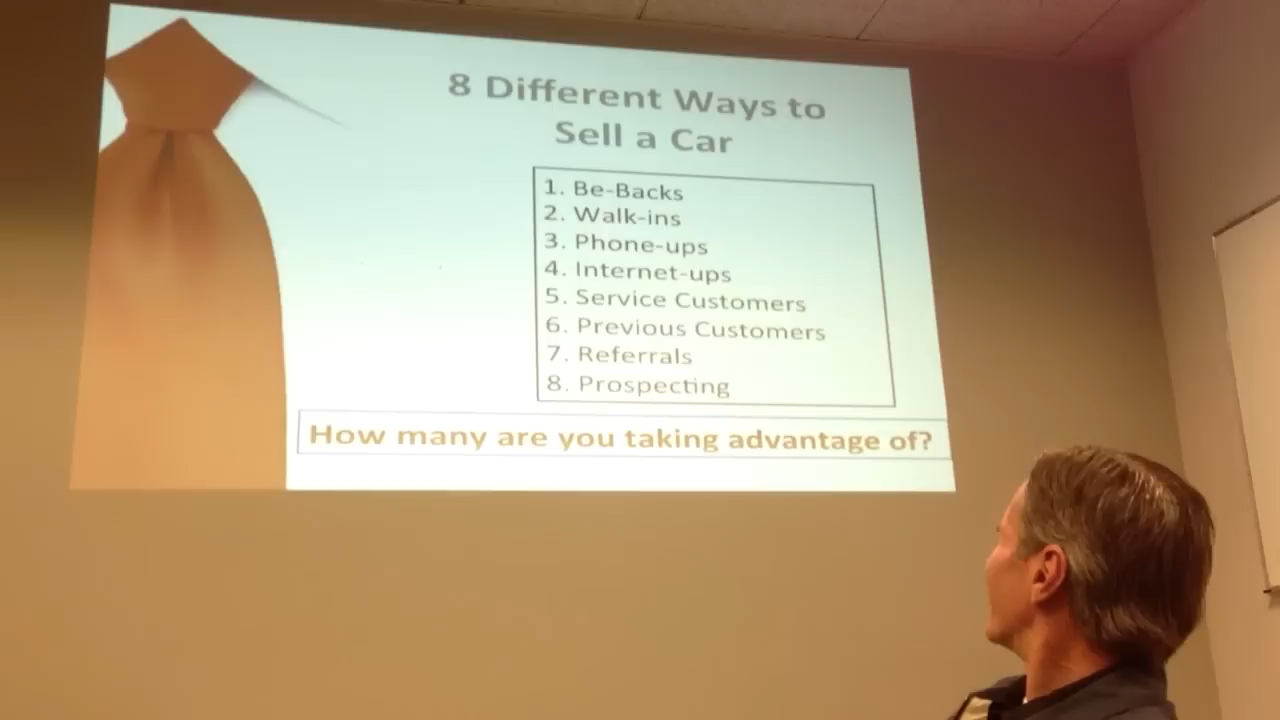 8 Different Ways to
Sell a Car
1. Be-Backs
2. Walk-ins
3. Phone-ups
4. Internet-ups
5. Service Customers
6. Previous Customers
7. Referrals
8. Prospecting
How many are you taking advantage of?